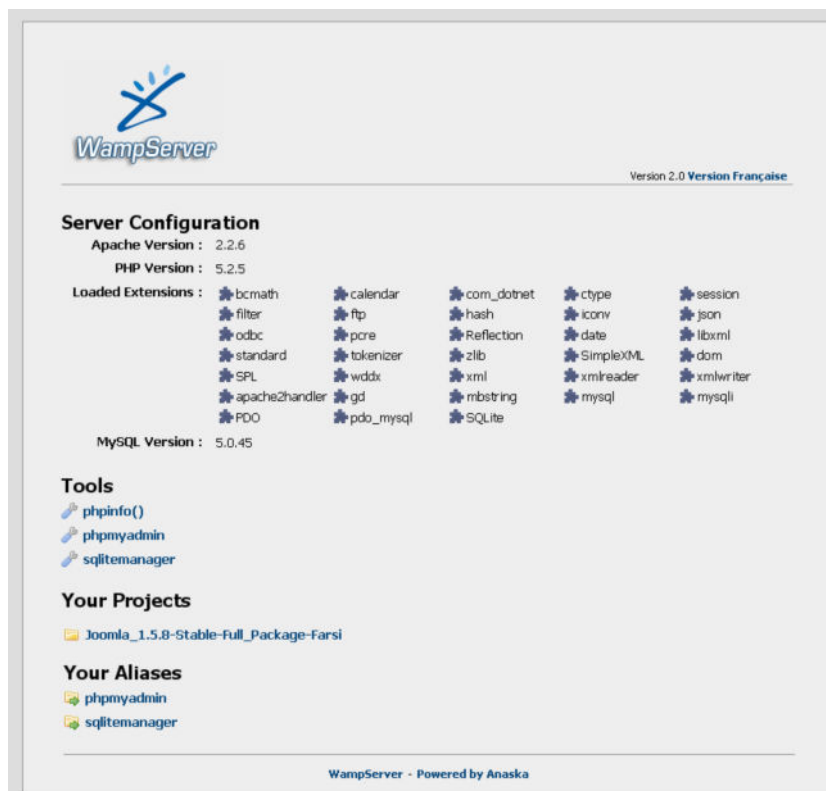 WampServer
Version 2.0 Version Française
Server Configuration
Apache Version : 2.2.6
PHP Version : 5.2.5
Loaded Extensions : bcmath calendar com_dotnet ctype session
filter ftp hash iconv json
odbc pcre Reflection date libxml
standard tokenizer zlib SimpleXML dom
SPL wddx xml xmlreader xmlwriter
apache2handler gd mbstring mysql mysqli
PDO pdo_mysql SQLite
MySQL Version : 5.0.45
Tools
phpinfo()
phpmyadmin
sqlitemanager
Your Projects
Joomla_1.5.8-Stable-Full_Package-Farsi
Your Aliases
phpmyadmin
sqlitemanager
WampServer - Powered by Anaska